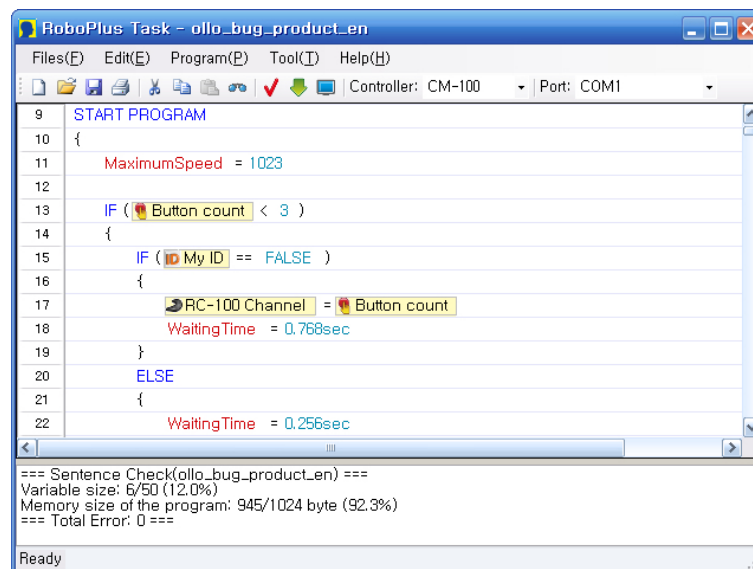 RoboPlus Task - ollo_bug_product_en
Files(F) Edit(E) Program(P) Tool(T) Help(H)
Controller: CM-100 Port: COM1
9 START PROGRAM
10 {
11 MaximumSpeed = 1023
12
13 IF ( Button count < 3 )
14 {
15 IF ( ID My ID == FALSE )
16 {
17 RC-100 Channel = Button count
18 WaitingTime = 0.768sec
19 }
20 ELSE
21 {
22 WaitingTime = 0.256sec
=== Sentence Check(ollo_bug_product_en) ===
Variable size: 6/50 (12.0%)
Memory size of the program: 945/1024 byte (92.3%)
=== Total Error: 0 ===
Ready